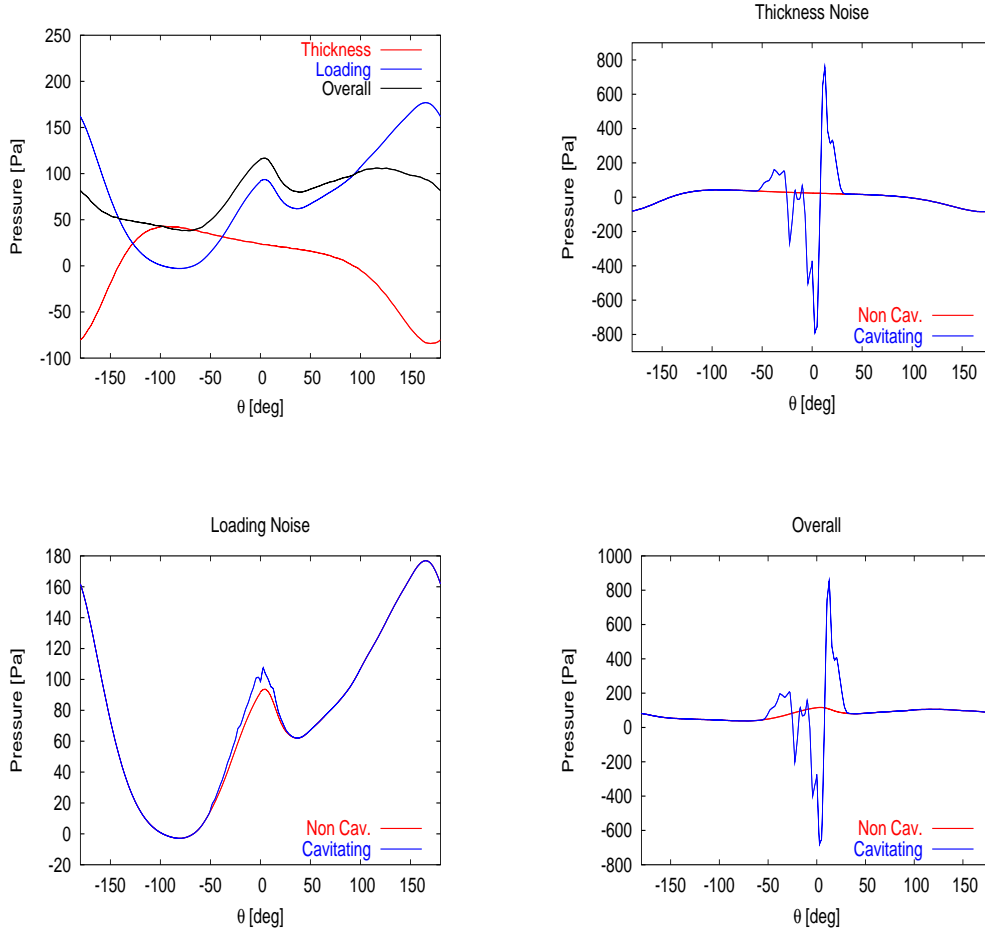 250
200
150
100
50
0
-50
-100
-150 -100 -50 0 50 100 150
Pressure [Pa]
θ [deg]
Thickness
Loading
Overall
Thickness Noise
800
600
400
200
0
-200
-400
-600
-800
-150 -100 -50 0 50 100 150
Pressure [Pa]
θ [deg]
Non Cav.
Cavitating
Loading Noise
180
160
140
120
100
80
60
40
20
0
-20
-150 -100 -50 0 50 100 150
Pressure [Pa]
θ [deg]
Non Cav.
Cavitating
Overall
1000
800
600
400
200
0
-200
-400
-600
-800
-150 -100 -50 0 50 100 150
Pressure [Pa]
θ [deg]
Non Cav.
Cavitating